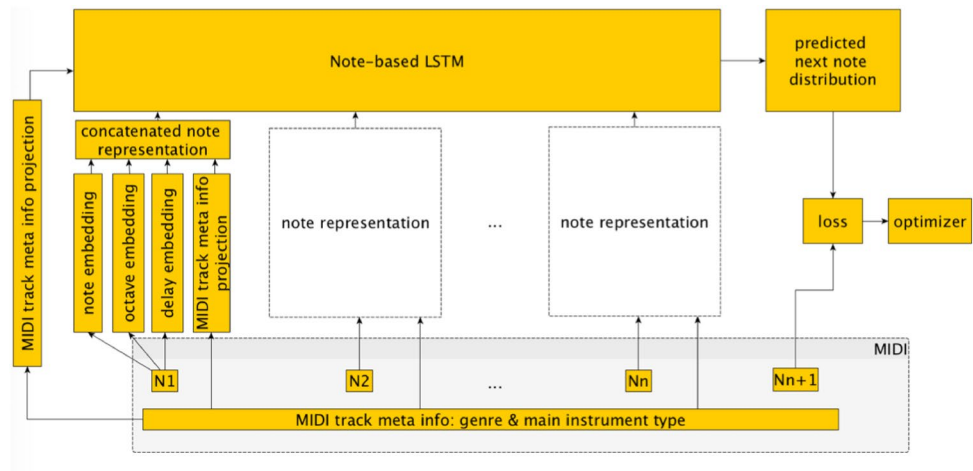 Note-based LSTM
predicted
next note
distribution
MIDI track meta info projection
concatenated note
representation
note embedding
octave embedding
delay embedding
MIDI track meta info
projection
note representation
...
note representation
loss
optimizer
MIDI
N1
N2
...
Nn
Nn+1
MIDI track meta info: genre & main instrument type